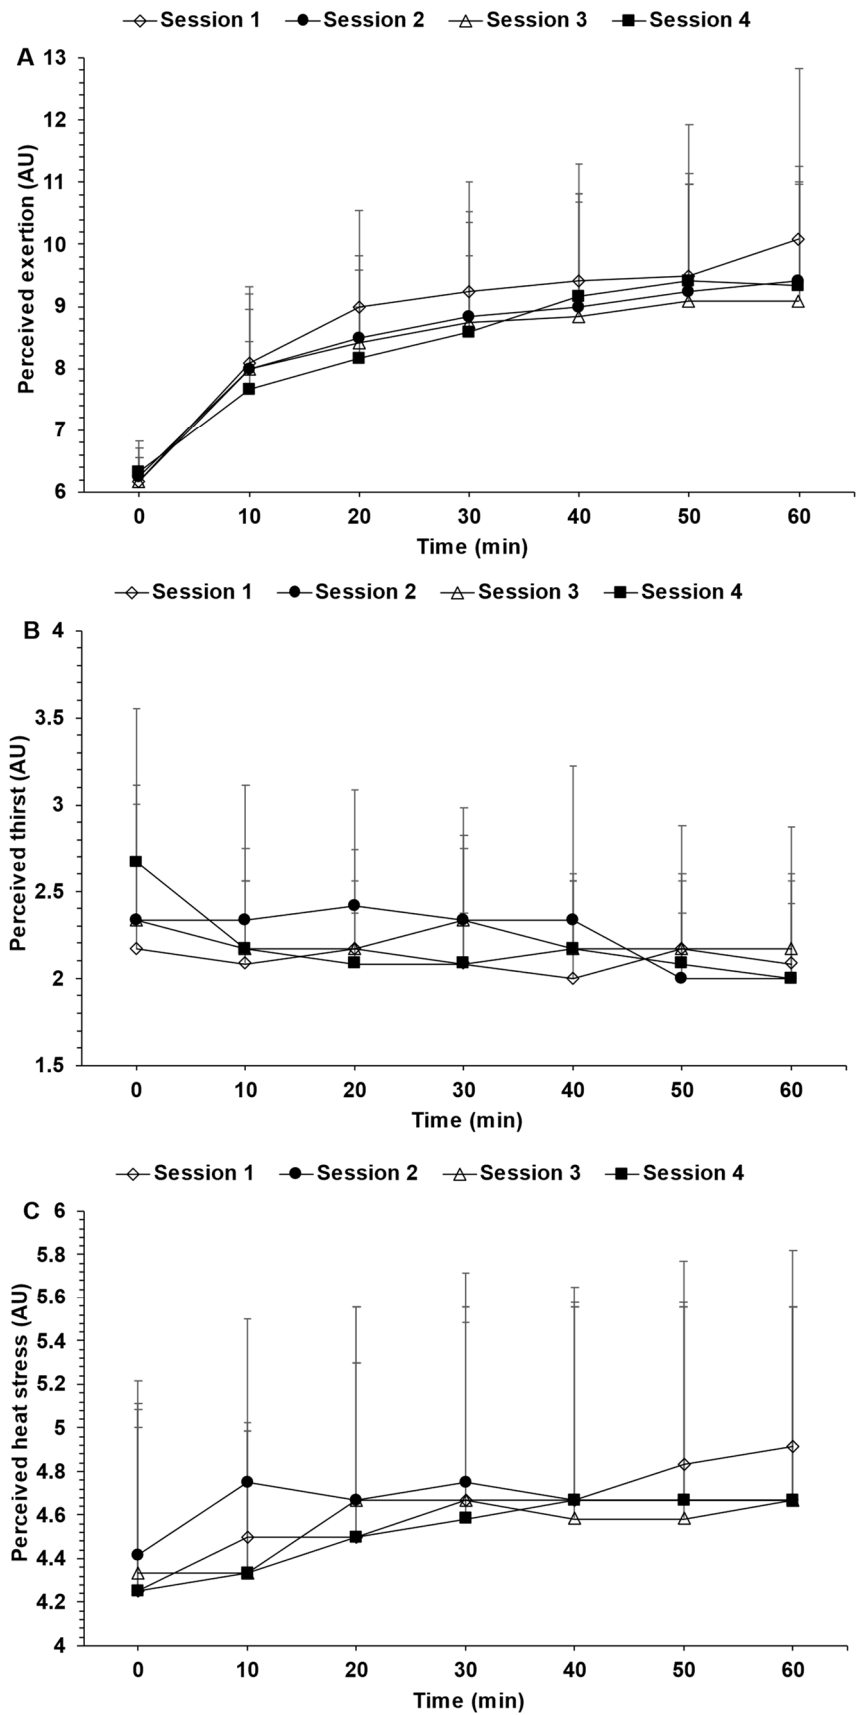 Session 1 Session 2 Session 3 Session 4
A
Perceived exertion (AU)
13
12
11
10
9
8
7
6
0 10 20 30 40 50 60
Time (min)
Session 1 Session 2 Session 3 Session 4
B
Perceived thirst (AU)
4
3.5
3
2.5
2
1.5
0 10 20 30 40 50 60
Time (min)
Session 1 Session 2 Session 3 Session 4
C
Perceived heat stress (AU)
6
5.8
5.6
5.4
5.2
5
4.8
4.6
4.4
4.2
4
0 10 20 30 40 50 60
Time (min)